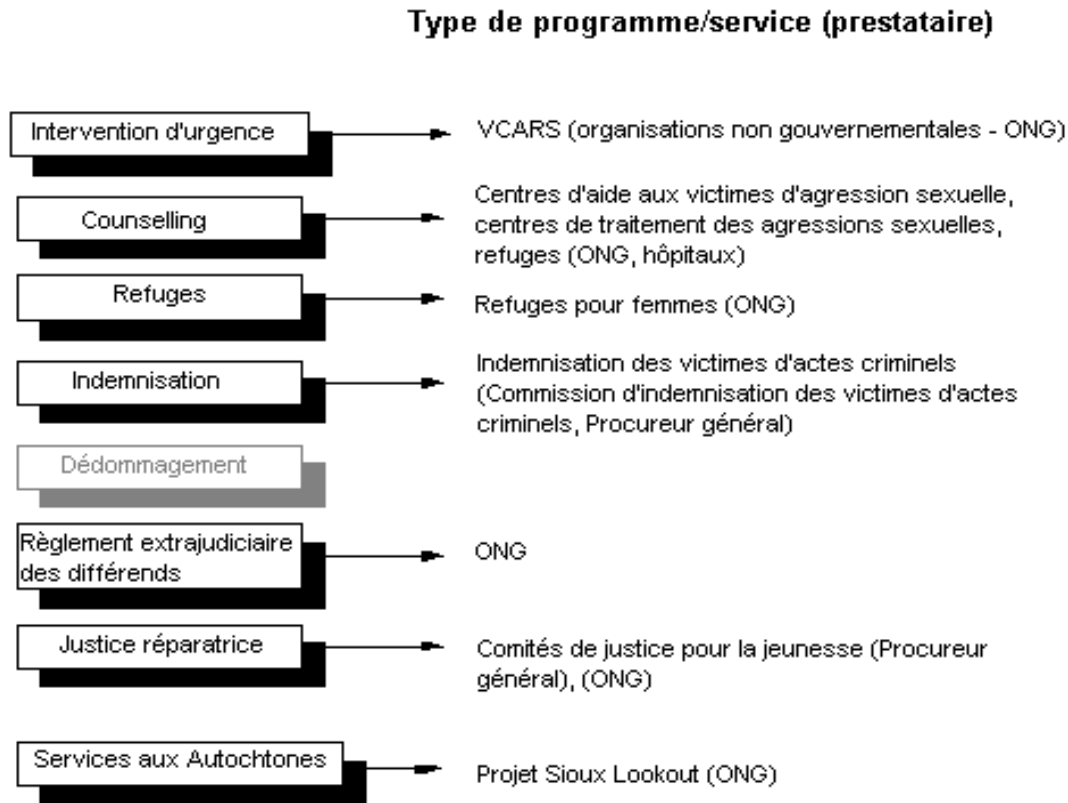 Type de programme/service (prestataire)
Intervention d'urgence
VCARS (organisations non gouvernementales - ONG)
Counselling
Centres d'aide aux victimes d'agression sexuelle,
centres de traitement des agressions sexuelles,
refuges (ONG, hôpitaux)
Refuges
Refuges pour femmes (ONG)
Indemnisation
Indemnisation des victimes d'actes criminels
(Commission d'indemnisation des victimes d'actes
criminels, Procureur général)
Dédommagement
Règlement extrajudiciaire
des différends
ONG
Justice réparatrice
Comités de justice pour la jeunesse (Procureur
général), (ONG)
Services aux Autochtones
Projet Sioux Lookout (ONG)